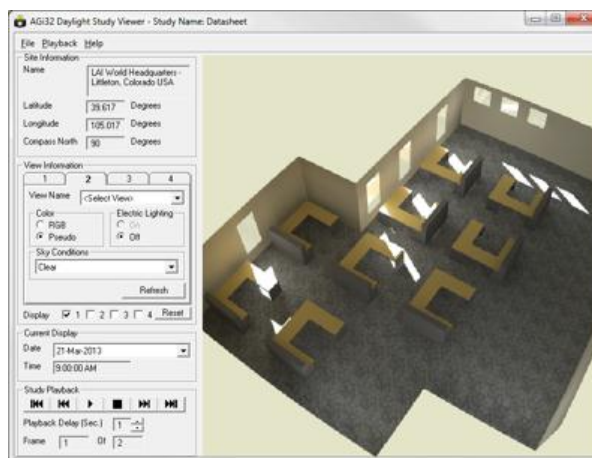 AGi32 Daylight Study Viewer - Study Name: Datasheet
File Playback Help
Site Information
Name
LAI World Headquarters -
Littleton, Colorado USA
Latitude 39.617 Degrees
Longitude 105.017 Degrees
Compass North 90 Degrees
View Information
1 2 3 4
View Name <Select View>
Color
RGB
Pseudo
Electric Lighting
On
Off
Sky Conditions
Clear
Refresh
Display 1 2 3 4 Reset
Current Display
Date 21-Mar-2013
Time 9:00:00 AM
Study Playback
Playback Delay (Sec.) 1
Frame 1 Of 2